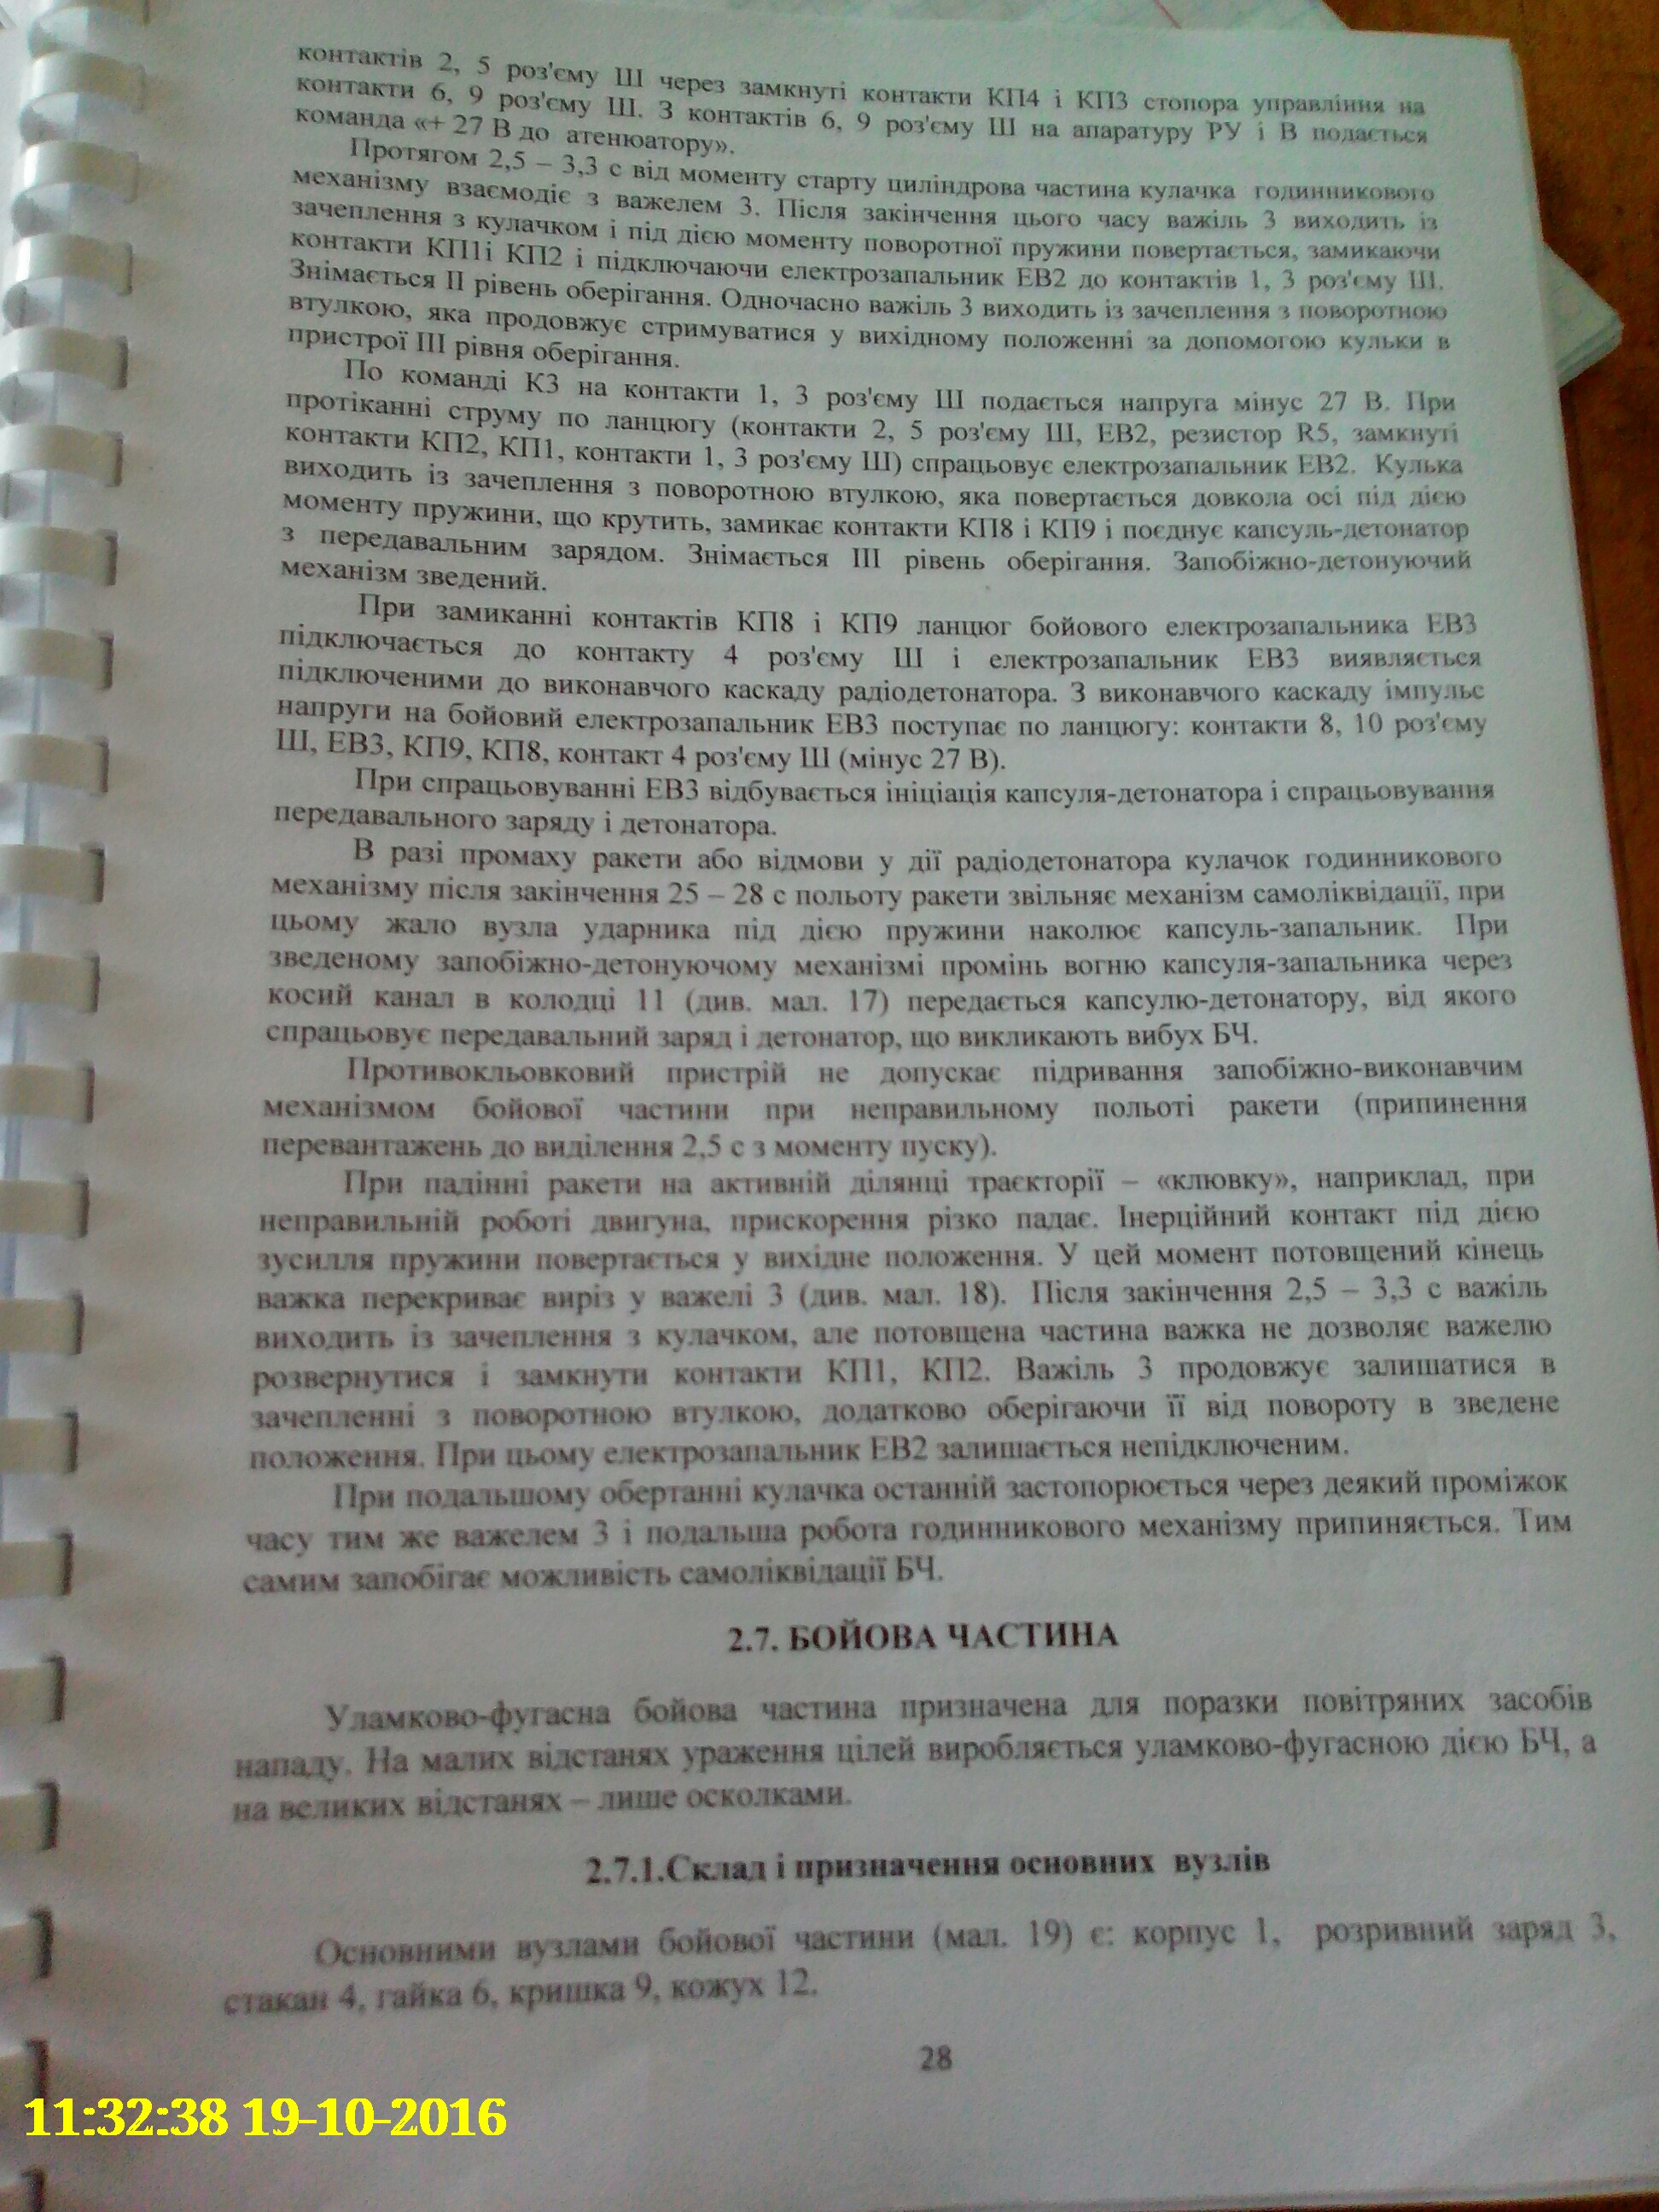 контактів 2, 5 роз'єму Ш через замкнуті контакти КП4 і КП3 стопора управління на
контакти 6, 9 роз'єму Ш. З контактів 6, 9 роз'єму Ш на апаратуру РУ і В подається
команда «+ 27 В до атенюатору».
Протягом 2,5 – 3,3 с від моменту старту циліндрова частина кулачка годинникового
механізму взаємодіє з важелем 3. Після закінчення цього часу важіль 3 виходить із
зачеплення з кулачком і під дією моменту поворотної пружини повертається, замикаючи
контакти КП1і КП2 і підключаючи електрозапальник ЕВ2 до контактів 1, 3 роз'єму Ш.
Знімається II рівень оберігання. Одночасно важіль 3 виходить із зачеплення з поворотною
втулкою, яка продовжує стримуватися у вихідному положенні за допомогою кульки в
пристрої III рівня оберігання.
По команді К3 на контакти 1, 3 роз'єму Ш подається напруга мінус 27 В. При
протіканні струму по ланцюгу (контакти 2, 5 роз'єму Ш, ЕВ2, резистор R5, замкнуті
контакти КП2, КП1, контакти 1, 3 роз'єму Ш) спрацьовує електрозапальник ЕВ2. Кулька
виходить із зачеплення з поворотною втулкою, яка повертається довкола осі під дією
моменту пружини, що крутить, замикає контакти КП8 і КП9 і поєднує капсуль-детонатор
з передавальним зарядом. Знімається III рівень оберігання. Запобіжно-детонуючий
механізм зведений.
При замиканні контактів КП8 і КП9 ланцюг бойового електрозапальника ЕВ3
підключається до контакту 4 роз'єму Ш і електрозапальник ЕВ3 виявляється
підключеними до виконавчого каскаду радіодетонатора. З виконавчого каскаду імпульс
напруги на бойовий електрозапальник ЕВ3 поступає по ланцюгу: контакти 8, 10 роз'єму
Ш, ЕВ3, КП9, КП8, контакт 4 роз'єму Ш (мінус 27 В).
При спрацьовуванні ЕВ3 відбувається ініціація капсуля-детонатора і спрацьовування
передавального заряду і детонатора.
В разі промаху ракети або відмови у дії радіодетонатора кулачок годинникового
механізму після закінчення 25 – 28 с польоту ракети звільняє механізм самоліквідації, при
цьому жало вузла ударника під дією пружини наколює капсуль-запальник. При
зведеному запобіжно-детонуючому механізмі промінь вогню капсуля-запальника через
косий канал в колодці 11 (див. мал. 17) передається капсулю-детонатору, від якого
спрацьовує передавальний заряд і детонатор, що викликають вибух БЧ.
Противокльовковий пристрій не допускає підривання запобіжно-виконавчим
механізмом бойової частини при неправильному польоті ракети (припинення
перевантажень до виділення 2,5 с з моменту пуску).
При падінні ракети на активній ділянці траєкторії – «клювку», наприклад, при
неправильній роботі двигуна, прискорення різко падає. Інерційний контакт під дією
зусилля пружини повертається у вихідне положення. У цей момент потовщений кінець
важка перекриває виріз у важелі 3 (див. мал. 18). Після закінчення 2,5 – 3,3 с важіль
виходить із зачеплення з кулачком, але потовщена частина важка не дозволяє важелю
розвернутися і замкнути контакти КП1, КП2. Важіль 3 продовжує залишатися в
зачепленні з поворотною втулкою, додатково оберігаючи її від повороту в зведене
положення. При цьому електрозапальник ЕВ2 залишається непідключеним.
При подальшому обертанні кулачка останній застопорюється через деякий проміжок
часу тим же важелем 3 і подальша робота годинникового механізму припиняється. Тим
самим запобігає можливість самоліквідації БЧ.
2.7. БОЙОВА ЧАСТИНА
Уламково-фугасна бойова частина призначена для поразки повітряних засобів
нападу. На малих відстанях ураження цілей виробляється уламково-фугасною дією БЧ, а
на великих відстанях – лише осколками.
2.7.1.Склад і призначення основних вузлів
Основними вузлами бойової частини (мал. 19) є: корпус 1, розривний заряд 3,
стакан 4, гайка 6, кришка 9, кожух 12.
28
11:32:38 19-10-2016